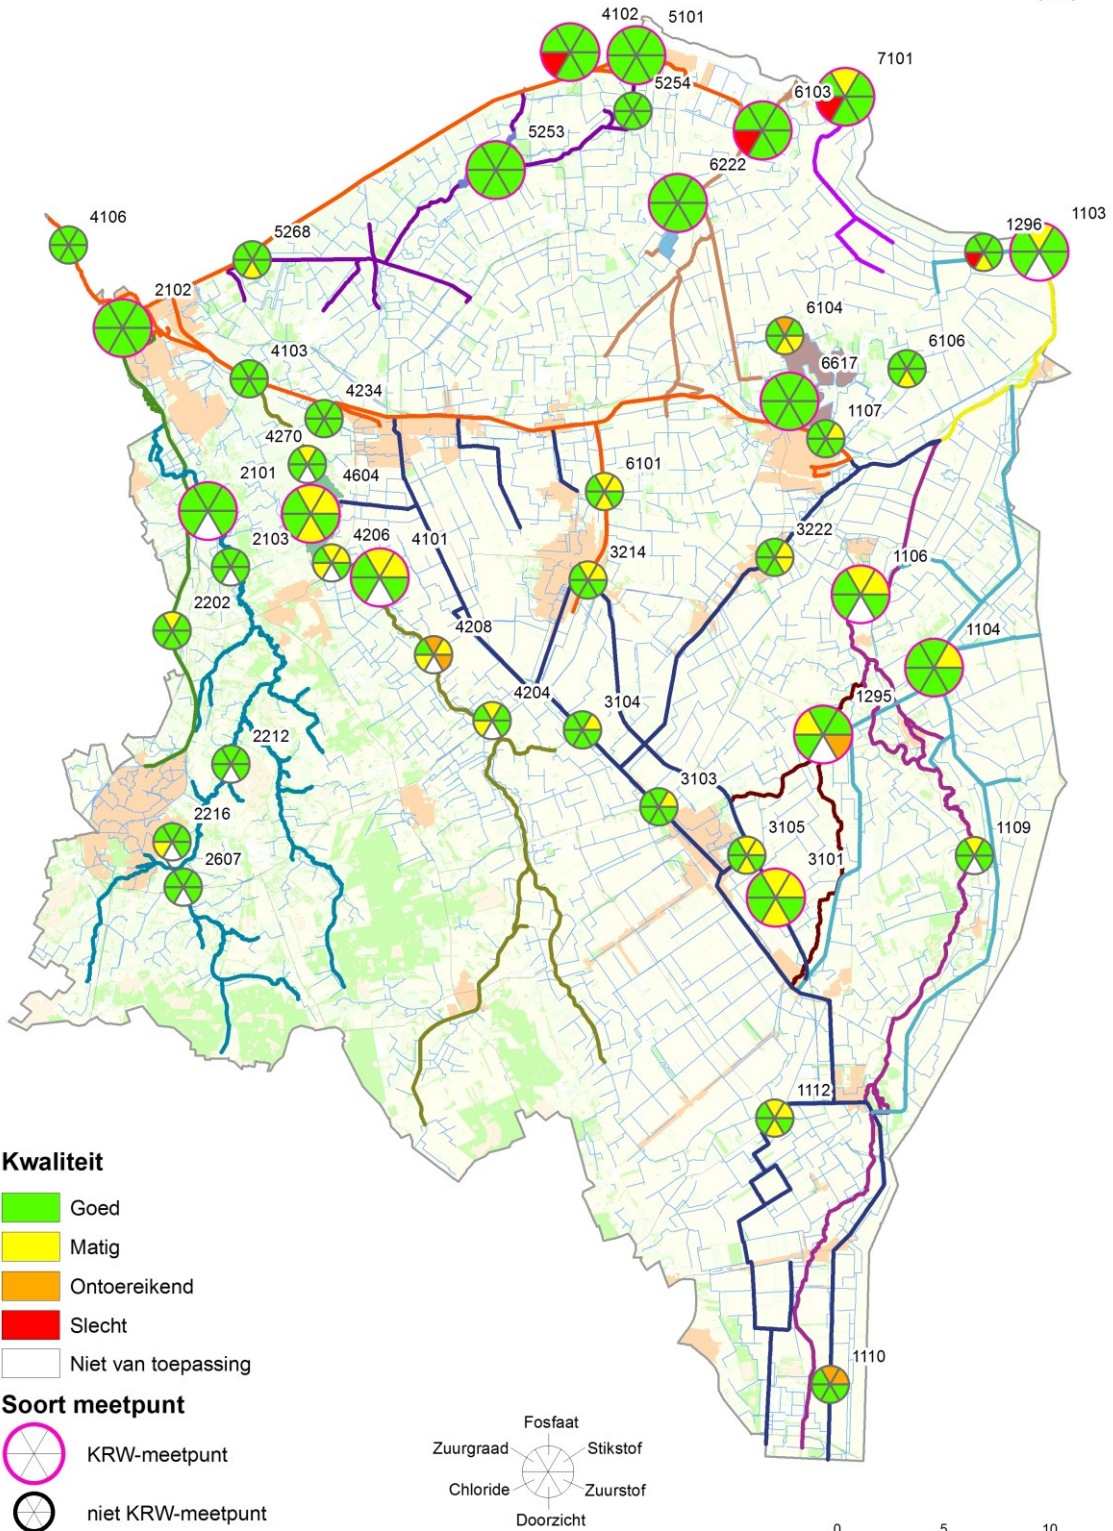 4102
5101
7101
5254
6103
5253
6222
4106
1103
1296
5268
2102
6104
6106
4103
6617
4234
1107
4270
6101
2101
4604
3222
4101
2103
4206
3214
1106
2202
4208
1104
4204
3104
1295
2212
3103
2216
3105
1109
2607
3101
1112
1110
Kwaliteit
Goed
Matig
Ontoereikend
Slecht
Niet van toepassing
Soort meetpunt
KRW-meetpunt
niet KRW-meetpunt
Fosfaat
Zuurgraad
Stikstof
Chloride
Zuurstof
Doorzicht
0 5 10